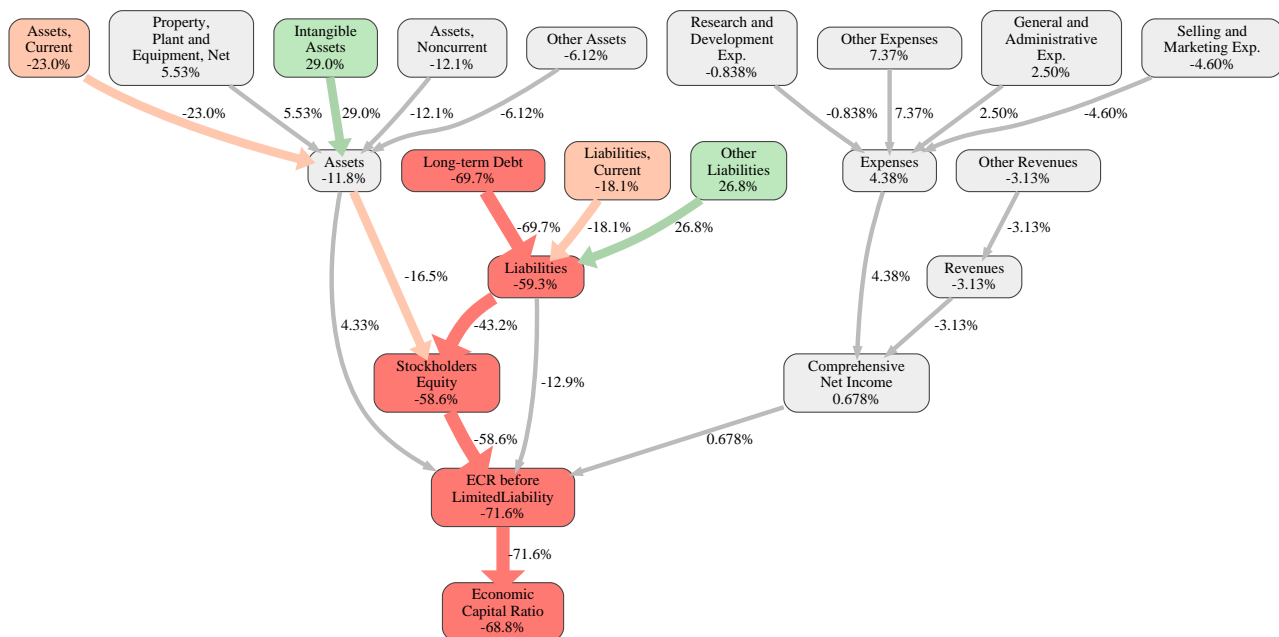 Assets,
Current
-23.0%
Property,
Plant and
Equipment, Net
5.53%
Intangible
Assets
29.0%
Assets,
Noncurrent
-12.1%
Other Assets
-6.12%
Research and
Development
Exp.
-0.838%
Other Expenses
7.37%
General and
Administrative
Exp.
2.50%
Selling and
Marketing Exp.
-4.60%
-23.0%
5.53%
29.0%
-12.1%
-6.12%
-0.838%
7.37%
2.50%
-4.60%
Assets
-11.8%
Long-term Debt
-69.7%
Liabilities,
Current
-18.1%
Other
Liabilities
26.8%
Expenses
4.38%
Other Revenues
-3.13%
-69.7%
-18.1%
26.8%
-3.13%
Liabilities
-59.3%
Revenues
-3.13%
-16.5%
4.38%
4.33%
-43.2%
-3.13%
Stockholders
Equity
-58.6%
-12.9%
Comprehensive
Net Income
0.678%
-58.6%
0.678%
ECR before
LimitedLiability
-71.6%
-71.6%
Economic
Capital Ratio
-68.8%